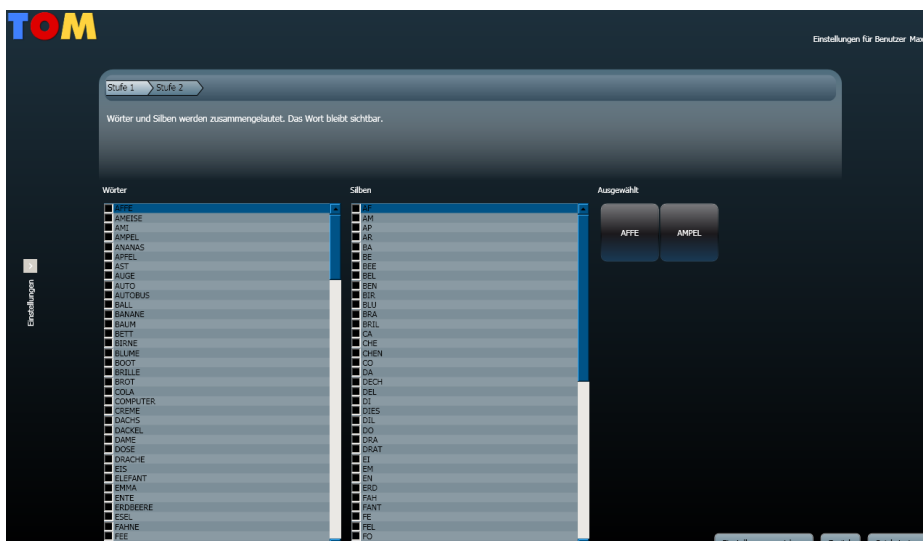 TOM
Einstellungen für Benutzer Max
Stufe 1
Stufe 2
Wörter und Silben werden zusammengelautet. Das Wort bleibt sichtbar.
Wörter
AFFE
AMEISE
AMI
AMPEL
ANANAS
APFEL
AST
AUGE
AUTO
AUTOBUS
BALL
BANANE
BAUM
BETT
BIRNE
BLUME
BOOT
BRILLE
BROT
COLA
COMPUTER
CREME
DACHS
DACKEL
DAME
DOSE
DRACHE
EIS
ELEFANT
EMMA
ENTE
ERDBEERE
ESEL
FAHNE
FEE
Silben
AF
AM
AP
AR
BA
BE
BEE
BEL
BEN
BIR
BLU
BRA
BRIL
CA
CHE
CHEN
CO
DA
DECH
DEL
DI
DIES
DIL
DO
DRA
DRAT
EI
EM
EN
ERD
FAH
FANT
FE
FEL
FO
Ausgewählt
AFFE
AMPEL
Einstellungen